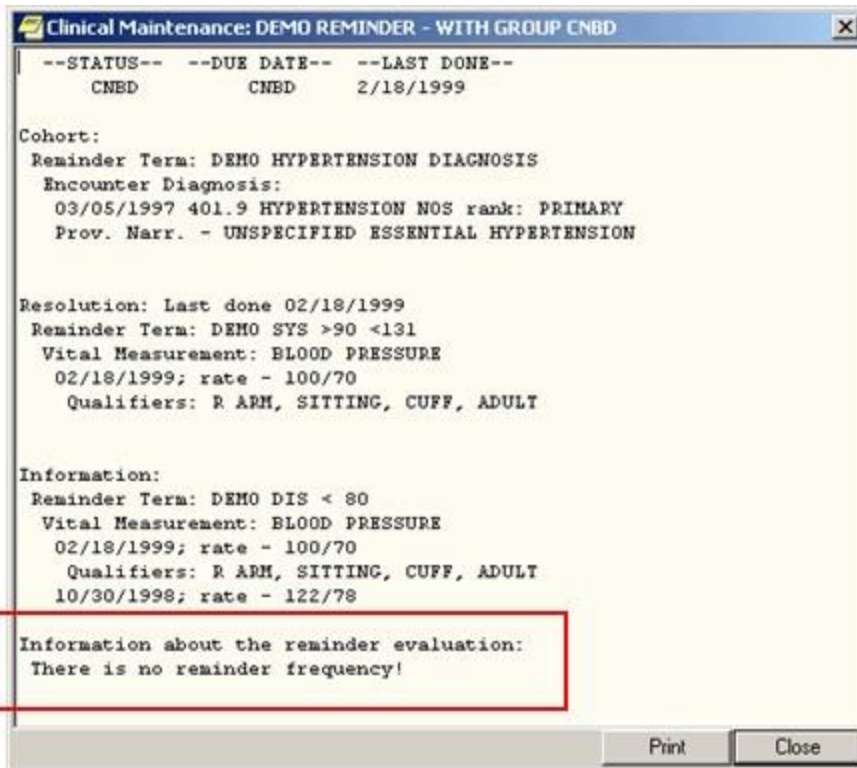 Clinical Maintenance: DEMO REMINDER - WITH GROUP CNBD
--STATUS-- --DUE DATE-- --LAST DONE--
CNBD CNBD 2/18/1999
Cohort:
Reminder Term: DEMO HYPERTENSION DIAGNOSIS
Encounter Diagnosis:
03/05/1997 401.9 HYPERTENSION NOS rank: PRIMARY
Prov. Narr. - UNSPECIFIED ESSENTIAL HYPERTENSION
Resolution: Last done 02/18/1999
Reminder Term: DEMO SYS >90 <131
Vital Measurement: BLOOD PRESSURE
02/18/1999; rate - 100/70
Qualifiers: R ARM, SITTING, CUFF, ADULT
Information:
Reminder Term: DEMO DIS < 80
Vital Measurement: BLOOD PRESSURE
02/18/1999; rate - 100/70
Qualifiers: R ARM, SITTING, CUFF, ADULT
10/30/1998; rate - 122/78
Information about the reminder evaluation:
There is no reminder frequency!
Print Close